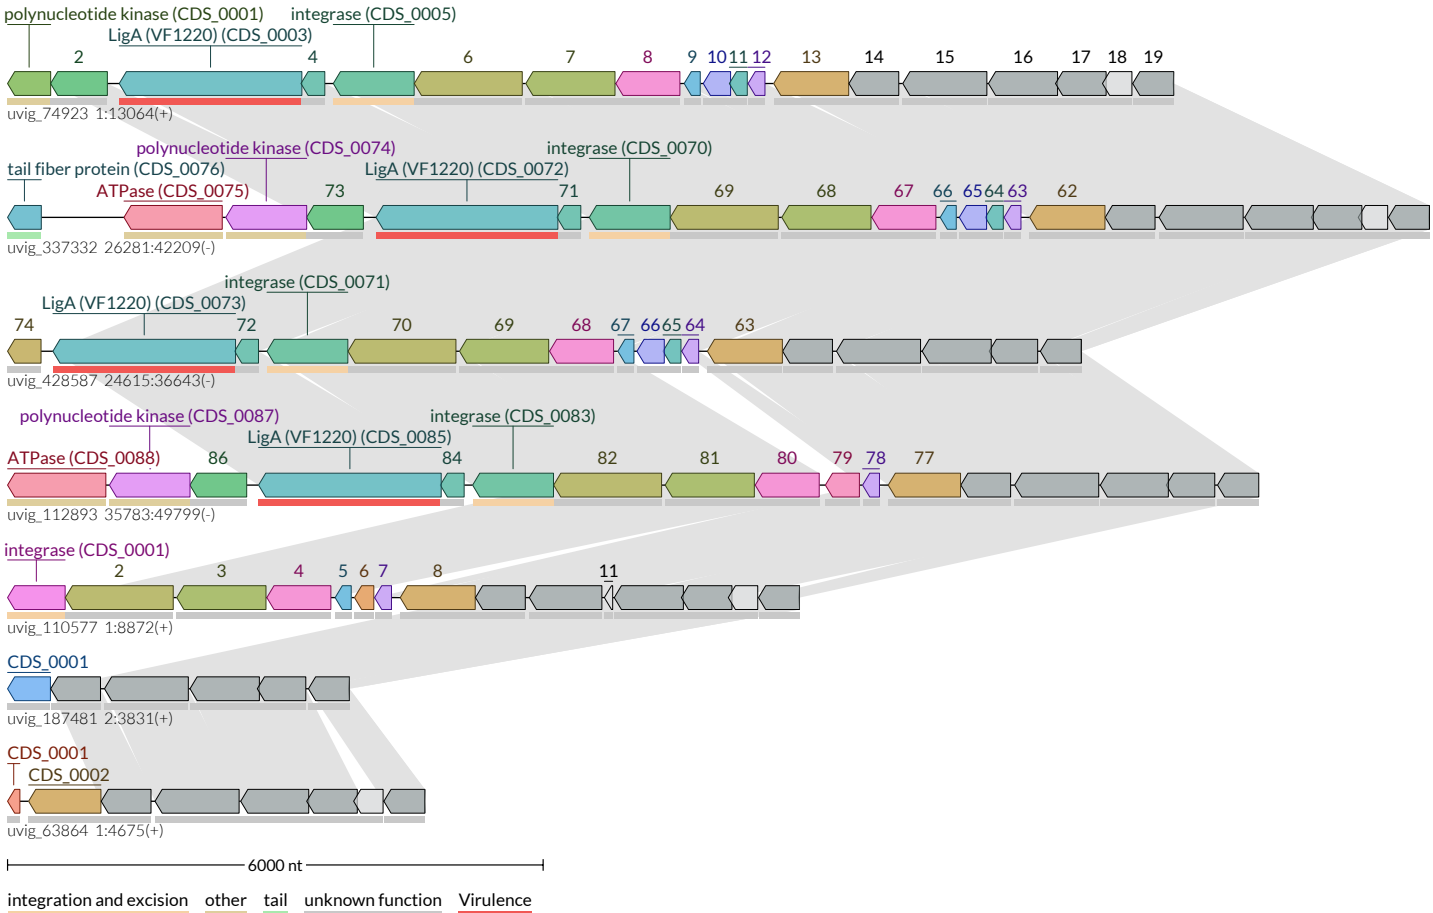 polynucleotide kinase (CDS_0001) integrase (CDS_0005)
LigA (VF1220) (CDS_0003)
2 4 6 7 8 9 10 11 12 13 14 15 16 17 18 19
uvig_74923 1:13064(+)
polynucleotide kinase (CDS_0074) integrase (CDS_0070)
tail fiber protein (CDS_0076) LigA (VF1220) (CDS_0072)
ATPase (CDS_0075) 73 71 69 68 67 66 65 64 63 62
uvig_337332 26281:42209(-)
integrase (CDS_0071)
LigA (VF1220) (CDS_0073)
74 72 70 69 68 67 66 65 64 63
uvig_428587 24615:36643(-)
polynucleotide kinase (CDS_0087) integrase (CDS_0083)
LigA (VF1220) (CDS_0085)
ATPase (CDS_0088) 86 84 82 81 80 79 78 77
uvig_112893 35783:49799(-)
integrase (CDS_0001)
2 3 4 5 6 7 8 11
uvig_110577 1:8872(+)
CDS_0001
uvig_187481 2:3831(+)
CDS_0001
CDS_0002
uvig_63864 1:4675(+)
6000 nt
integration and excision other tail unknown function Virulence